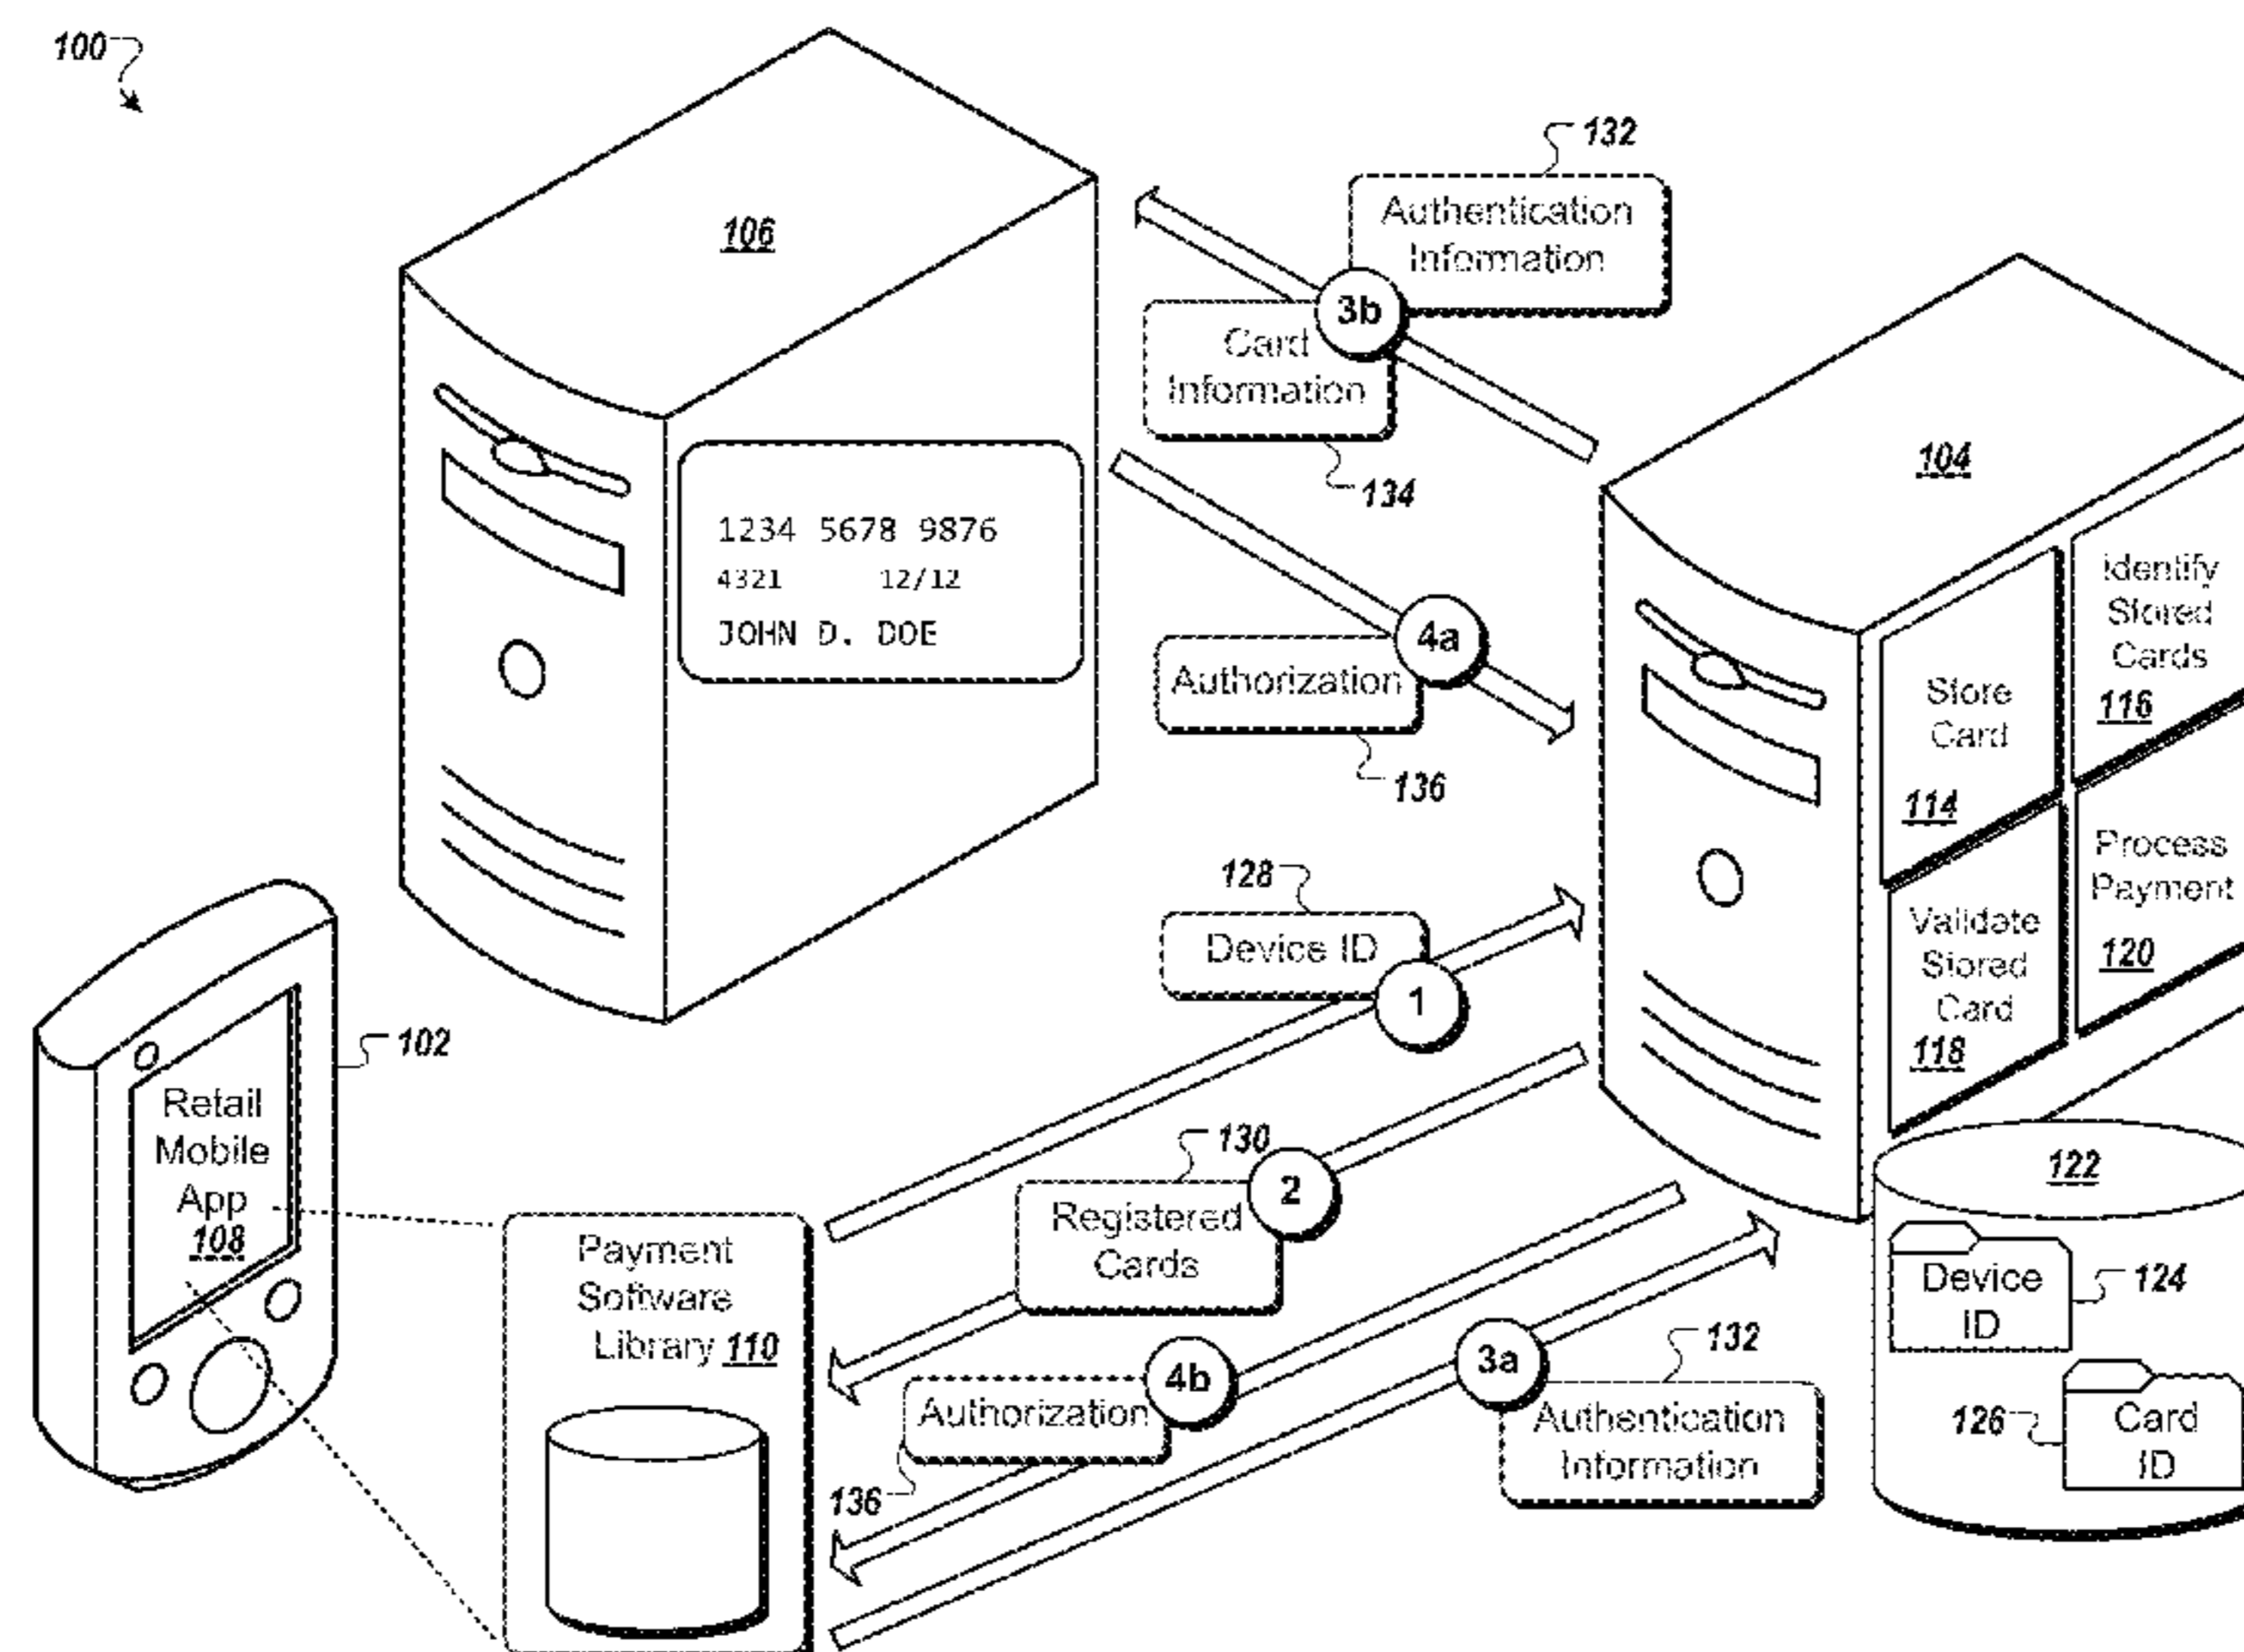 100
132
Authentication
Information
106
3b
Card
Information
134
104
1234 5678 9876
4321 12/12
JOHN D. DOE
4a
Authorization
136
Identify
Stored
Cards
116
Store
Card
114
Process
Payment
120
Validate
Stored
Card
118
128
Device ID
1
102
Retail
Mobile
App
108
130
2
Registered
Cards
122
Payment
Software
Library 110
Device
ID
124
4b
Authorization
136
3a
132
Authentication
Information
126
Card
ID